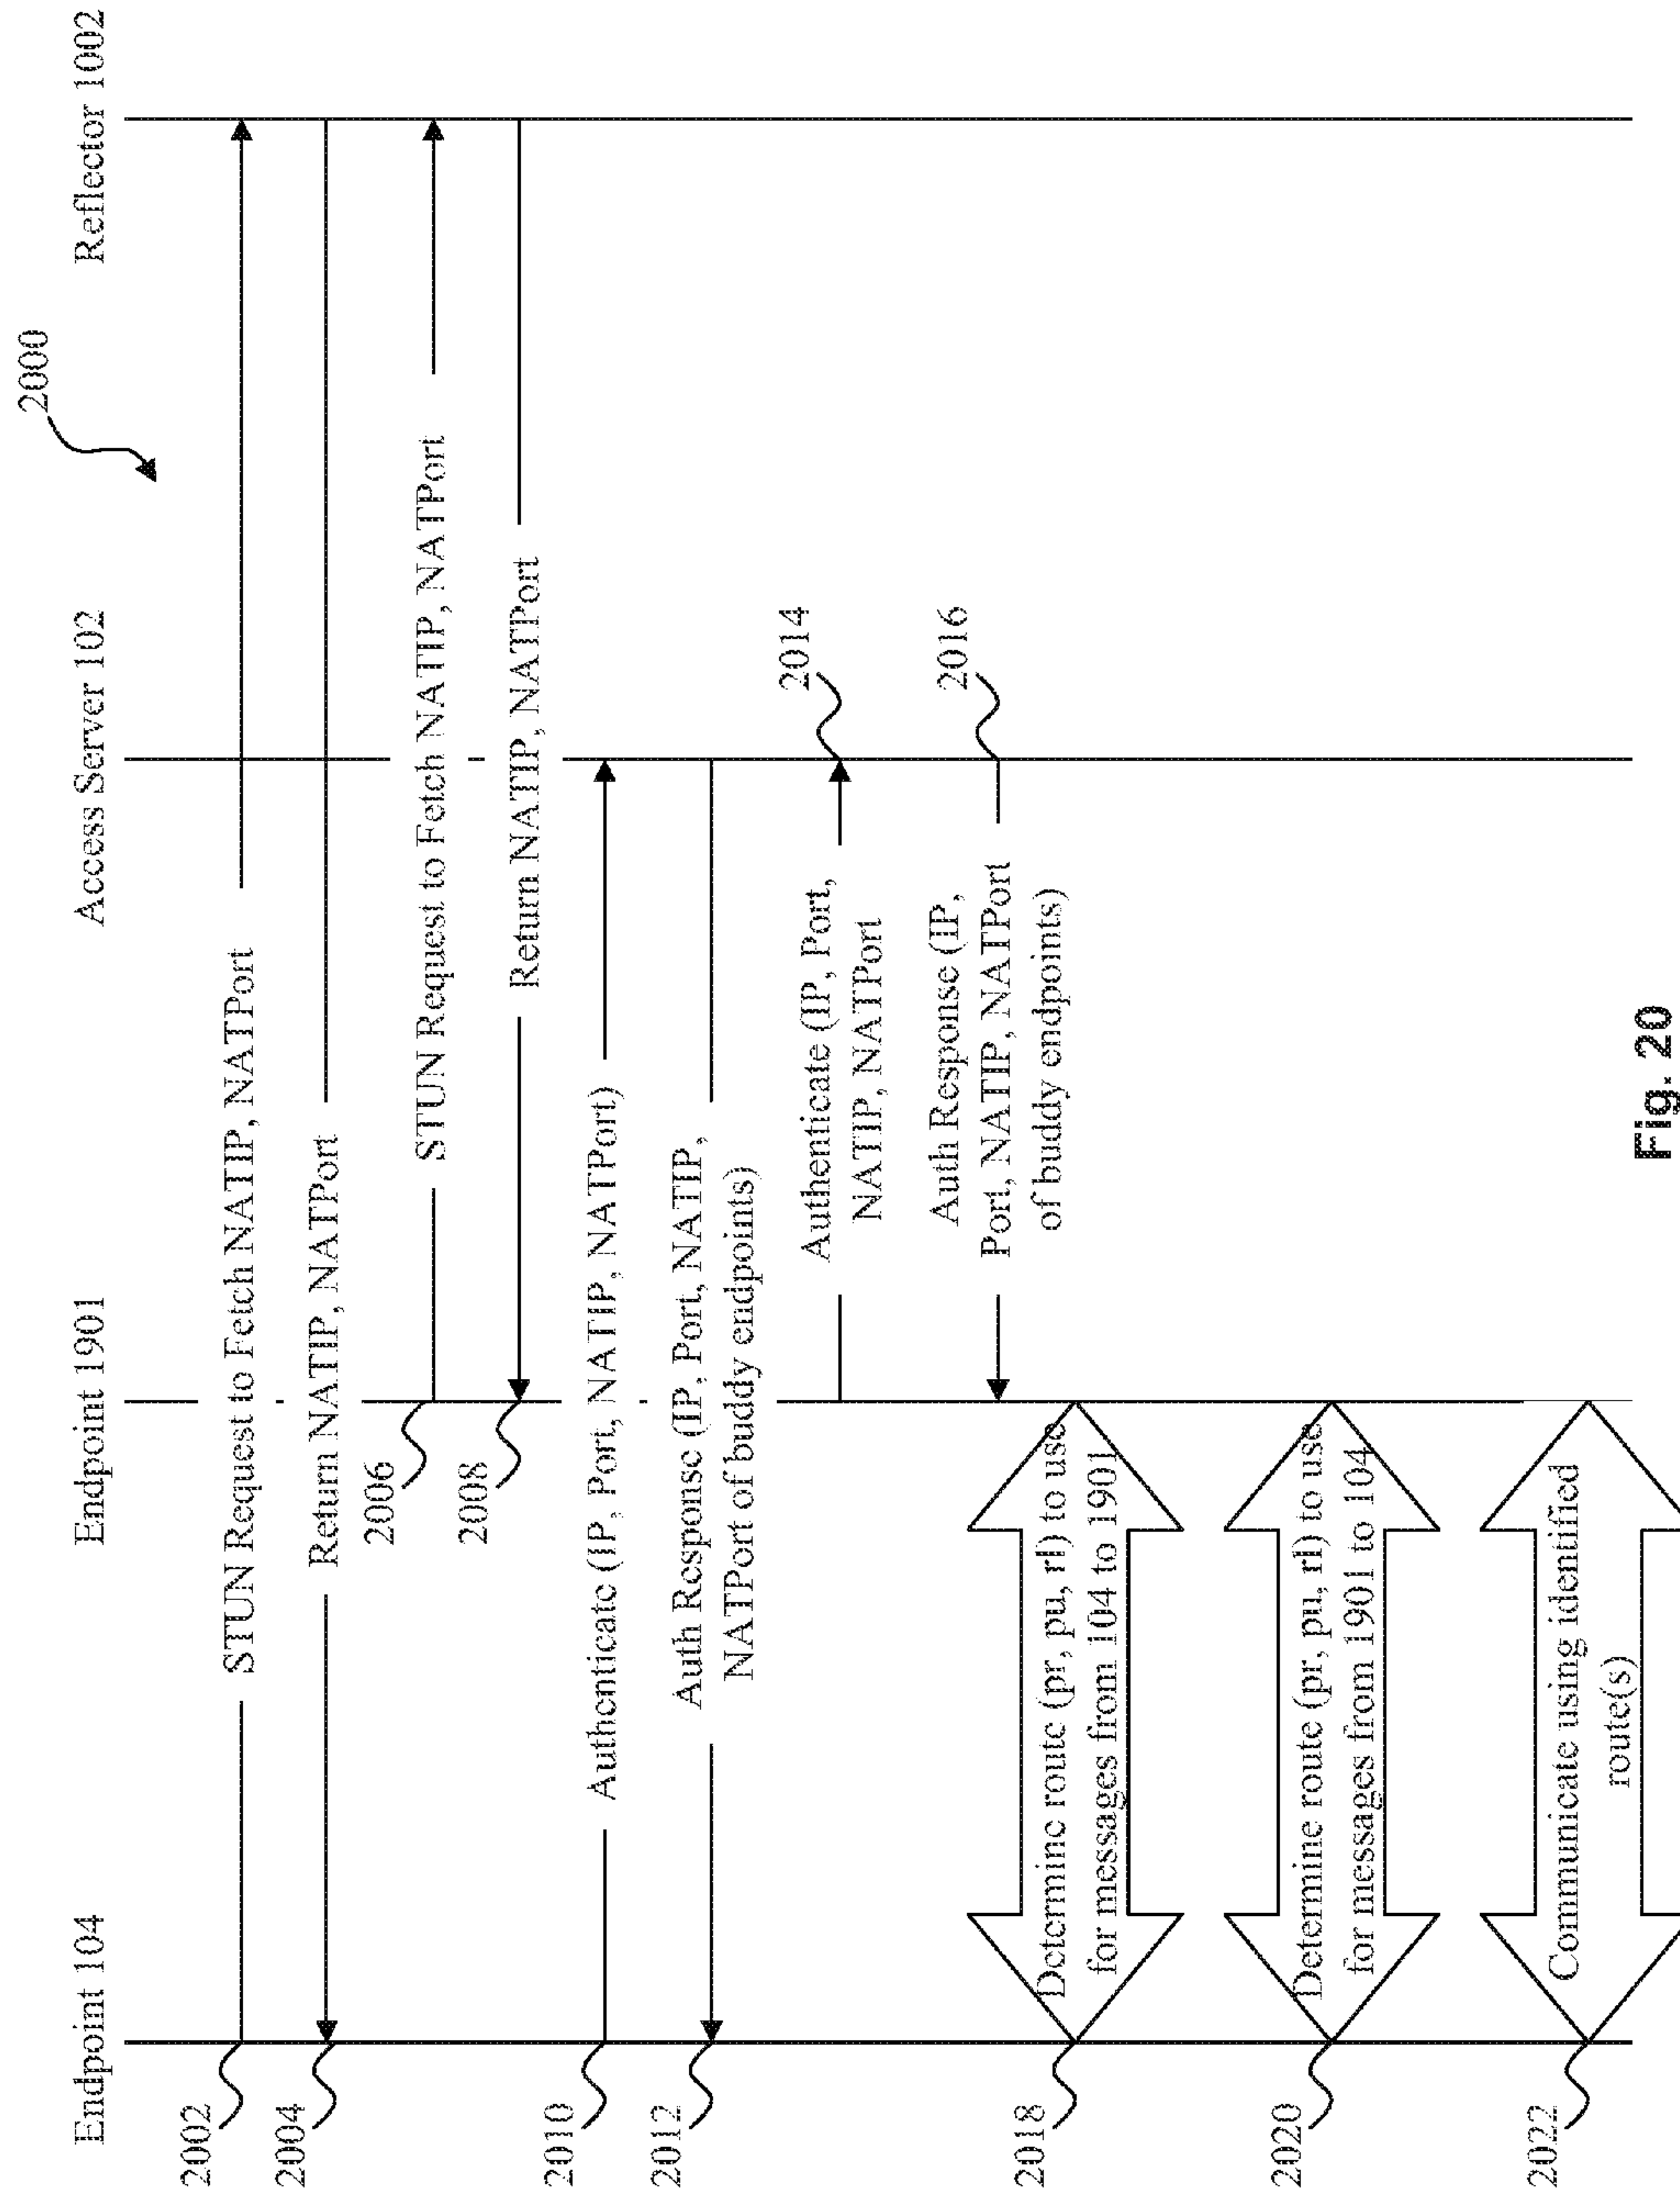 2000
Endpoint 104
Endpoint 1901
Access Server 102
Reflector 1002
2002
STUN Request to Fetch NATIP, NATPort
2004
Return NATIP, NATPort
2006
STUN Request to Fetch NATIP, NATPort
2008
Return NATIP, NATPort
2010
Authenticate (IP, Port, NATIP, NATPort)
2012
Auth Response (IP, Port, NATIP,
NATPort of buddy endpoints)
2014
Authenticate (IP, Port,
NATIP, NATPort
2016
Auth Response (IP,
Port, NATIP, NATPort
of buddy endpoints)
2018
Determine route (pr, pu, rl) to use
for messages from 104 to 1901
2020
Determine route (pr, pu, rl) to use
for messages from 1901 to 104
2022
Communicate using identified
route(s)
Fig. 20